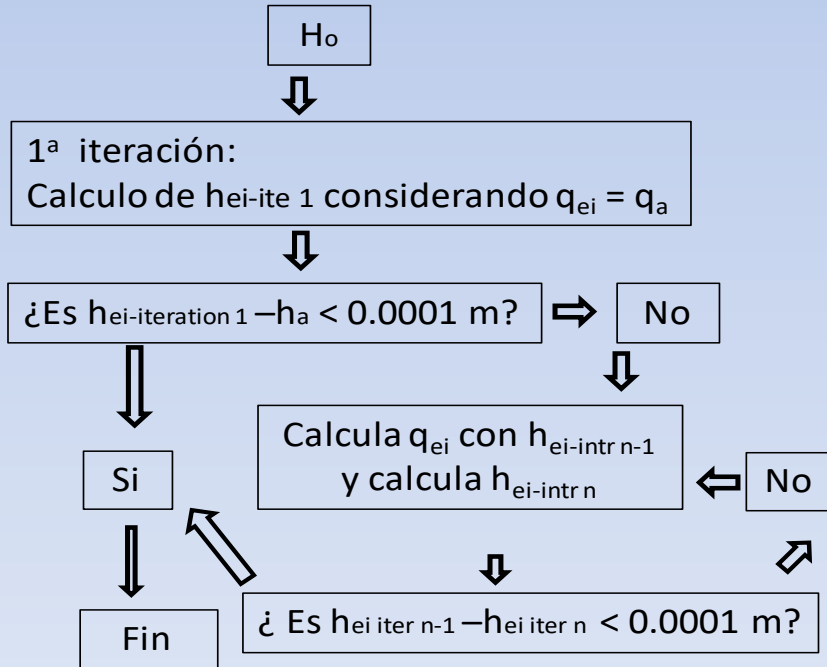 Ho
1ª iteración:
Calculo de hei-ite 1 considerando qei = qa
¿Es hei-iteration 1 –ha < 0.0001 m?
No
Calcula qei con hei-intr n-1
y calcula hei-intr n
Si
No
¿ Es hei iter n-1 –hei iter n < 0.0001 m?
Fin